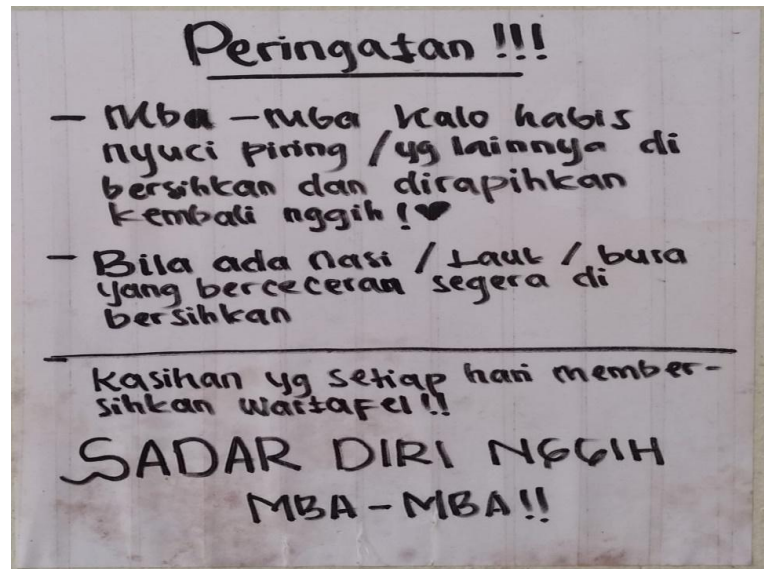 Peringatan !!!
- Mba - mba kalo habis
nyuci piring / yg lainnya di
bersihkan dan dirapihkan
kembali nggih ! ♥
- Bila ada nasi / Lauk / busa
yang berceceran segera di
bersihkan
Kasihan yg setiap hari member-
sihkan wastafel !!
SADAR DIRI NGGIH
MBA - MBA !!